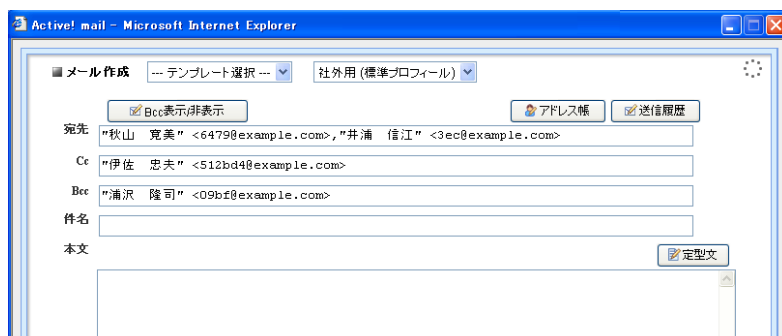 Active! mail - Microsoft Internet Explorer
■メール作成 --- テンプレート選択 --- 社外用 (標準プロフィール)
Bcc表示/非表示 アドレス帳 送信履歴
宛先 "秋山　寛美" <6479@example.com>,"井浦　信江" <3ec@example.com>
Cc "伊佐　忠夫" <512bd4@example.com>
Bcc "浦沢　隆司" <09bf@example.com>
件名
本文 定型文